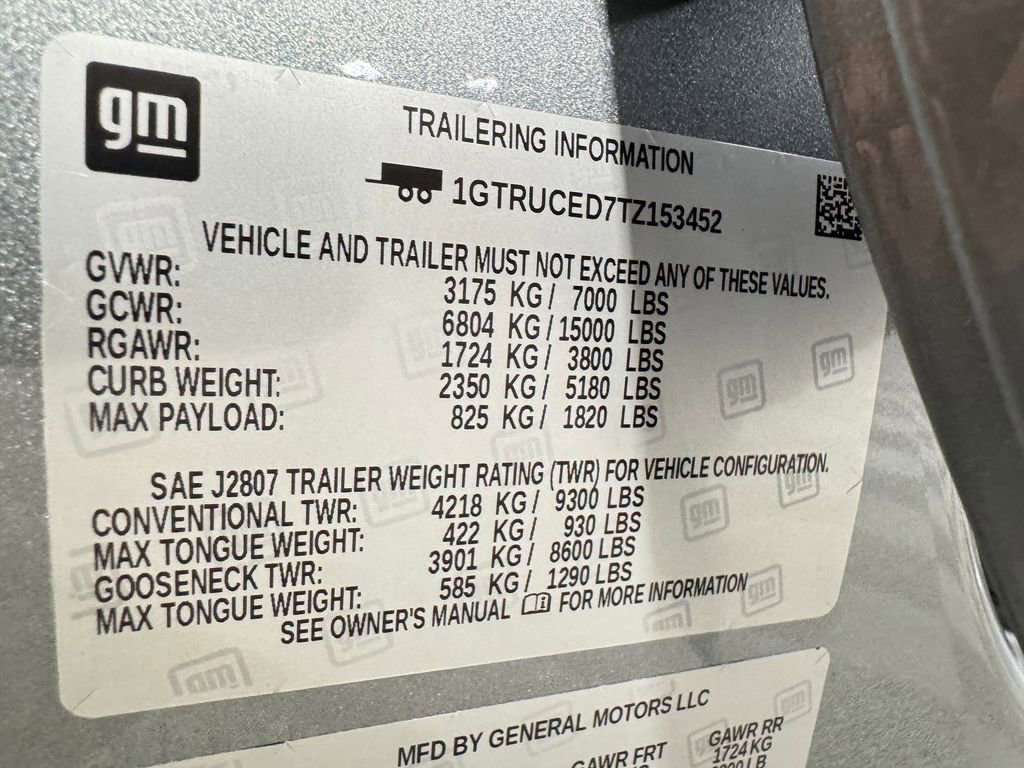 gm
TRAILERING INFORMATION
1GTRUCED7TZ153452
VEHICLE AND TRAILER MUST NOT EXCEED ANY OF THESE VALUES.
GVWR: 3175 KG / 7000 LBS
GCWR: 6804 KG / 15000 LBS
RGAWR: 1724 KG / 3800 LBS
CURB WEIGHT: 2350 KG / 5180 LBS
MAX PAYLOAD: 825 KG / 1820 LBS
SAE J2807 TRAILER WEIGHT RATING (TWR) FOR VEHICLE CONFIGURATION.
CONVENTIONAL TWR: 4218 KG / 9300 LBS
MAX TONGUE WEIGHT: 422 KG / 930 LBS
GOOSENECK TWR: 3901 KG / 8600 LBS
MAX TONGUE WEIGHT: 585 KG / 1290 LBS
SEE OWNER'S MANUAL FOR MORE INFORMATION
MFD BY GENERAL MOTORS LLC
GAWR FRT GAWR RR
1724 KG